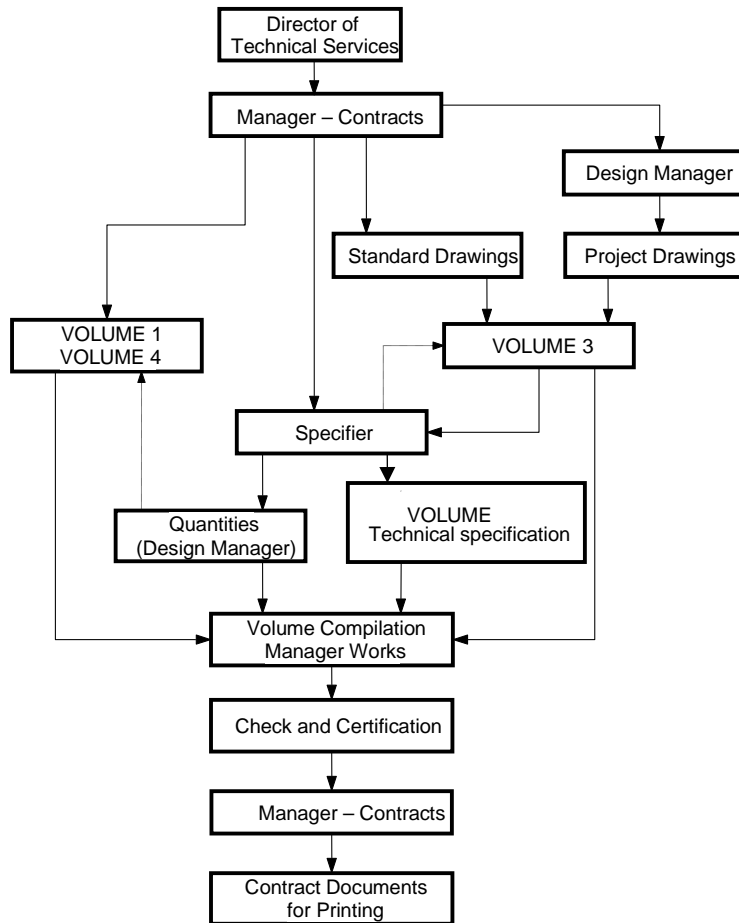 Director of
Technical Services
Manager – Contracts
Design Manager
Standard Drawings
Project Drawings
VOLUME 1
VOLUME 4
VOLUME 3
Specifier
Quantities
(Design Manager)
VOLUME
Technical specification
Volume Compilation
Manager Works
Check and Certification
Manager – Contracts
Contract Documents
for Printing